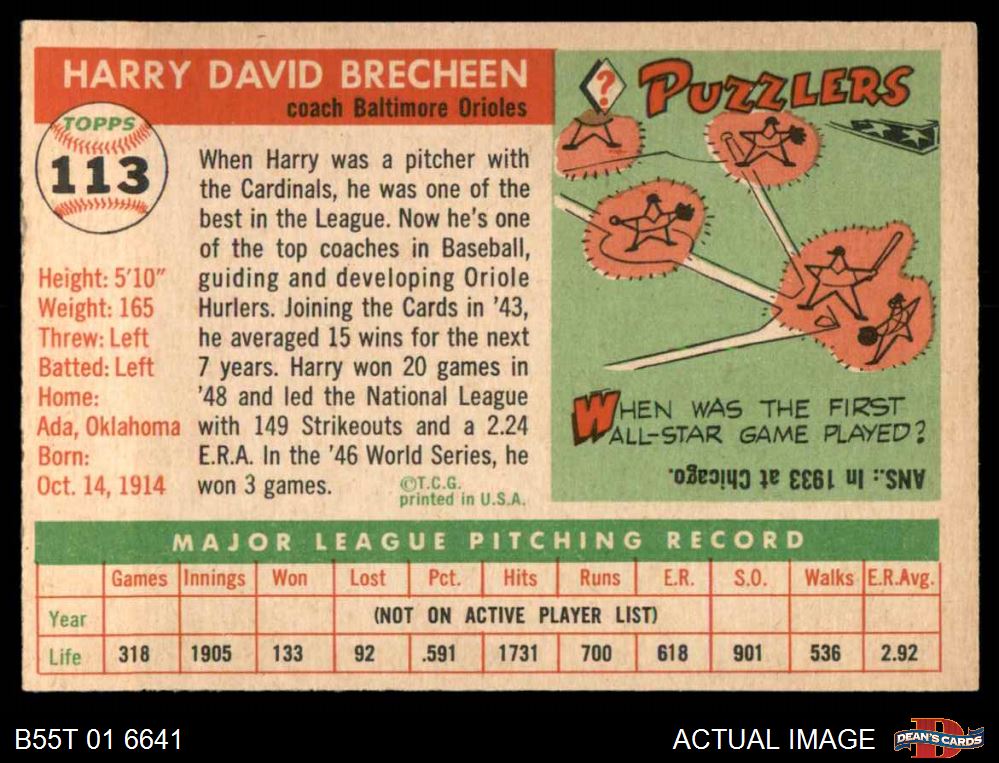 HARRY DAVID BRECHEEN
coach Baltimore Orioles
TOPPS
113
Height: 5'10"
Weight: 165
Threw: Left
Batted: Left
Home:
Ada, Oklahoma
Born:
Oct. 14, 1914
When Harry was a pitcher with
the Cardinals, he was one of the
best in the League. Now he's one
of the top coaches in Baseball,
guiding and developing Oriole
Hurlers. Joining the Cards in '43,
he averaged 15 wins for the next
7 years. Harry won 20 games in
'48 and led the National League
with 149 Strikeouts and a 2.24
E.R.A. In the '46 World Series, he
won 3 games.
©T.C.G.
printed in U.S.A.
?
PUZZLERS
WHEN WAS THE FIRST
ALL-STAR GAME PLAYED?
ANS.: In 1933 at Chicago.
MAJOR LEAGUE PITCHING RECORD
Games Innings Won Lost Pct. Hits Runs E.R. S.O. Walks E.R.Avg.
Year (NOT ON ACTIVE PLAYER LIST)
Life 318 1905 133 92 .591 1731 700 618 901 536 2.92
B55T 01 6641
ACTUAL IMAGE
D
DEAN'S CARDS